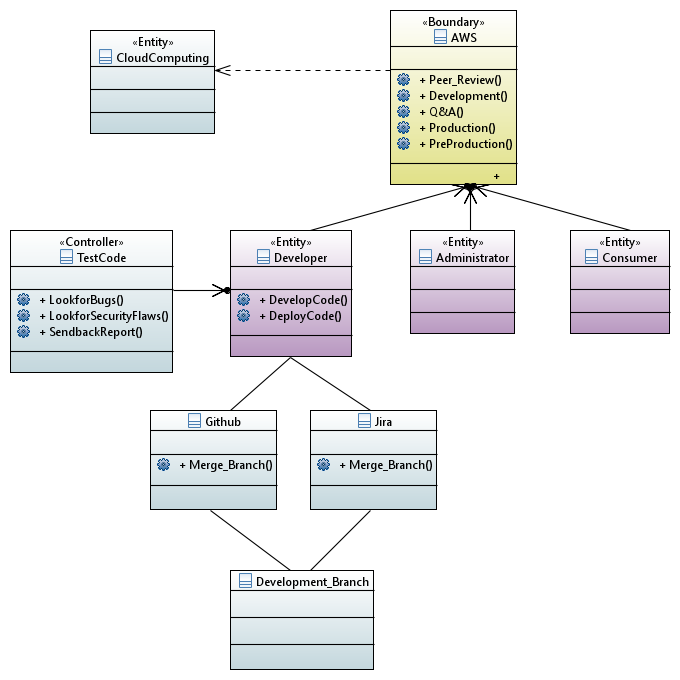 «Boundary»
AWS
+ Peer_Review()
+ Development()
+ Q&A()
+ Production()
+ PreProduction()
+
«Entity»
CloudComputing
«Controller»
TestCode
+ LookforBugs()
+ LookforSecurityFlaws()
+ SendbackReport()
«Entity»
Developer
+ DevelopCode()
+ DeployCode()
«Entity»
Administrator
«Entity»
Consumer
Github
+ Merge_Branch()
Jira
+ Merge_Branch()
Development_Branch